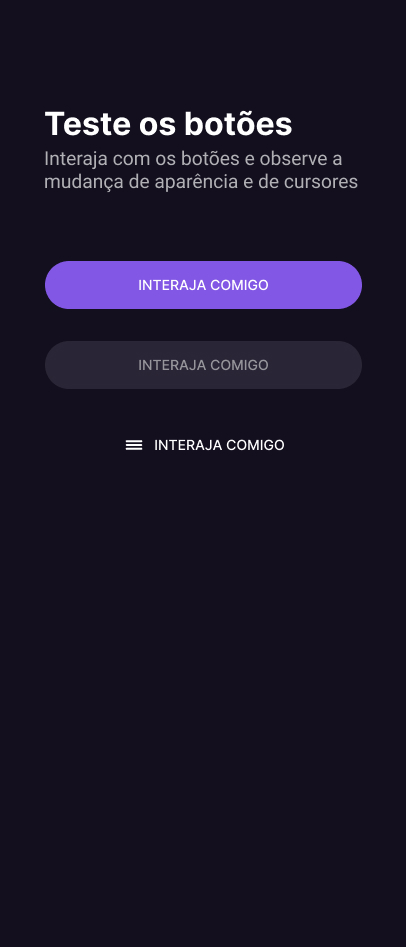 Teste os botões
Interaja com os botões e observe a
mudança de aparência e de cursores
INTERAJA COMIGO
INTERAJA COMIGO
INTERAJA COMIGO